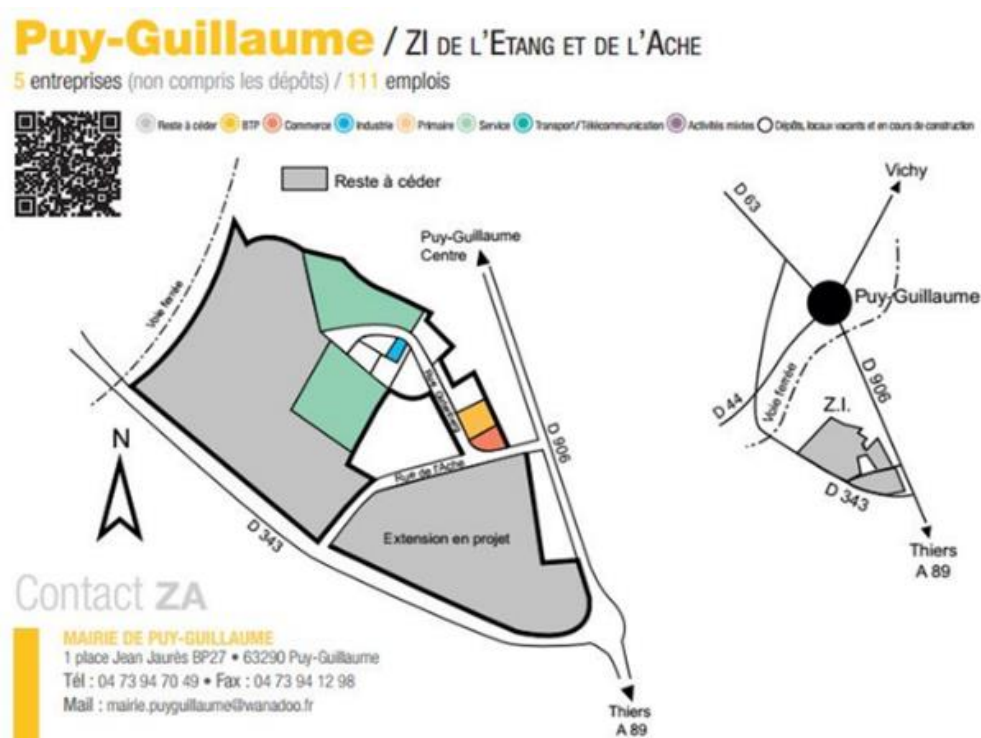 Puy-Guillaume / ZI DE L'ETANG ET DE L'ACHE
5 entreprises (non compris les dépôts) / 111 emplois
Reste à céder BTP Commerce Industrie Primaire Service Transport/Télécommunication Activités mixtes Dépôts, locaux vacants et en cours de construction
Reste à céder
Puy-Guillaume
Centre
Voie ferrée
Rue de l'Ache
D 906
D 343
Extension en projet
N
Thiers
A 89
Vichy
D 63
Puy-Guillaume
D 44
Voie ferrée
D 906
Z.I.
D 343
Thiers
A 89
Contact ZA
MAIRIE DE PUY-GUILLAUME
1 place Jean Jaurès BP27 • 63290 Puy-Guillaume
Tél : 04 73 94 70 49 • Fax : 04 73 94 12 98
Mail : mairie.puyguillaume@wanadoo.fr